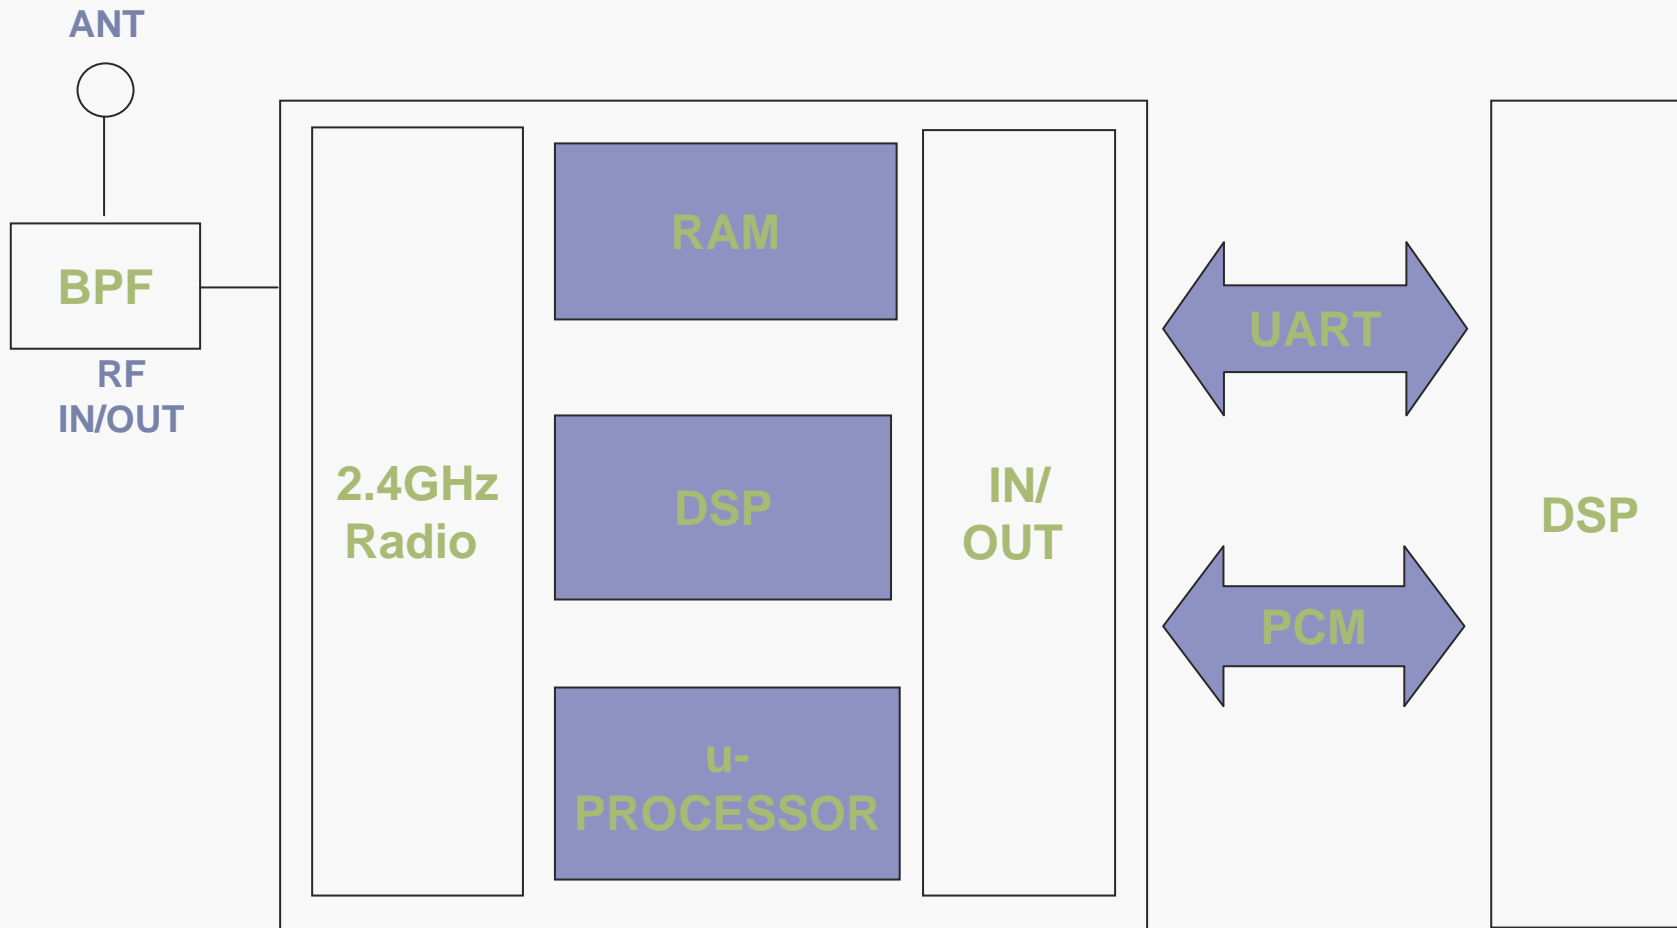 ANT
BPF
RF
IN/OUT
2.4GHz
Radio
RAM
DSP
u-
PROCESSOR
IN/
OUT
UART
PCM
DSP